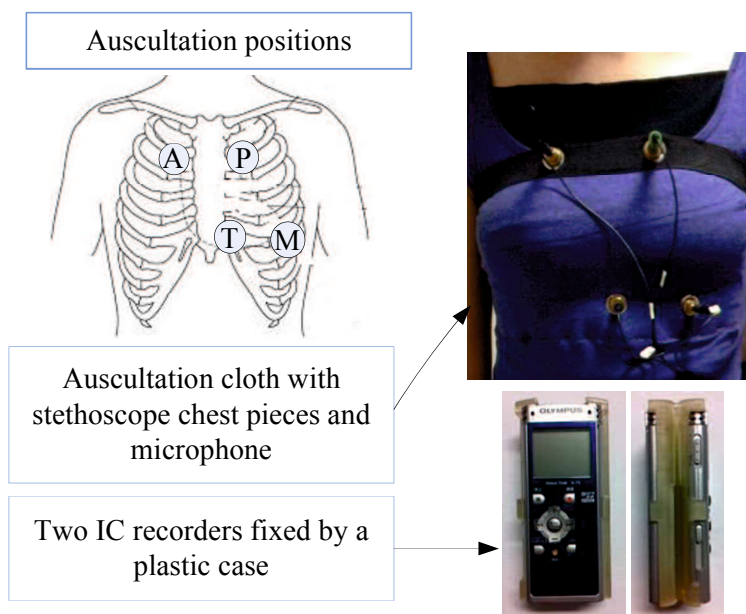 Auscultation positions
A
P
T
M
Auscultation cloth with
stethoscope chest pieces and
microphone
OLYMPUS
Two IC recorders fixed by a
plastic case